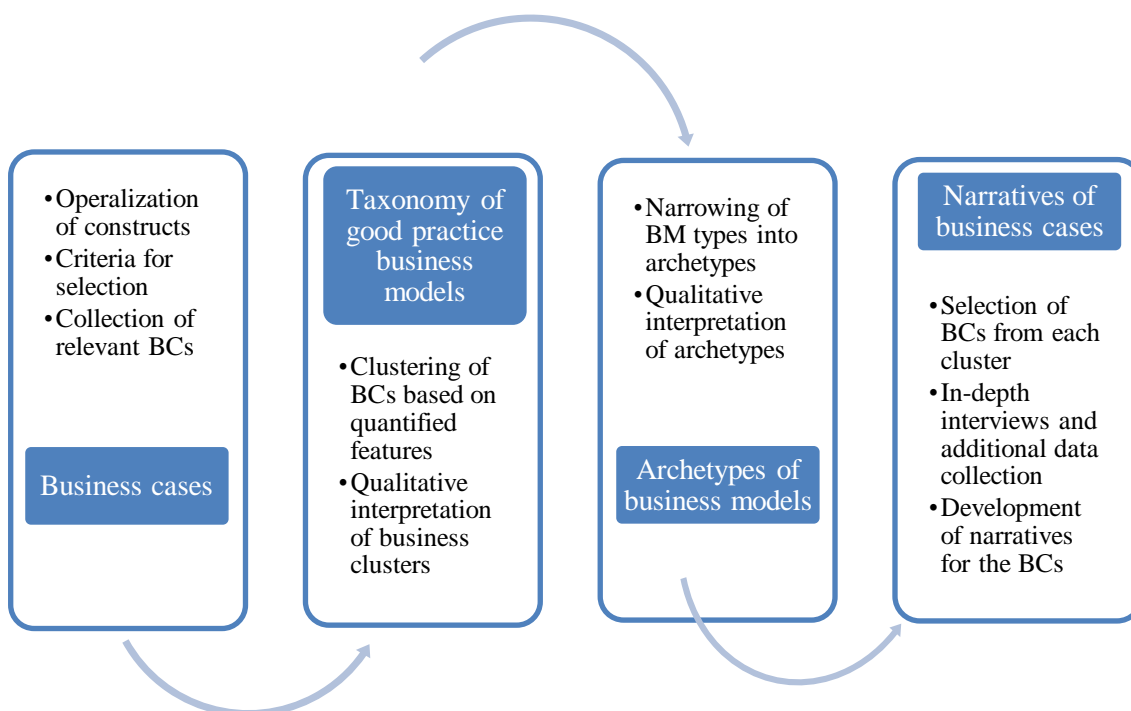 •Operalization
of constructs
•Criteria for
selection
•Collection of
relevant BCs
Business cases
Taxonomy of
good practice
business
models
•Clustering of
BCs based on
quantified
features
•Qualitative
interpretation
of business
clusters
•Narrowing of
BM types into
archetypes
•Qualitative
interpretation
of archetypes
Archetypes of
business models
Narratives of
business cases
•Selection of
BCs from each
cluster
•In-depth
interviews and
additional data
collection
•Development
of narratives
for the BCs